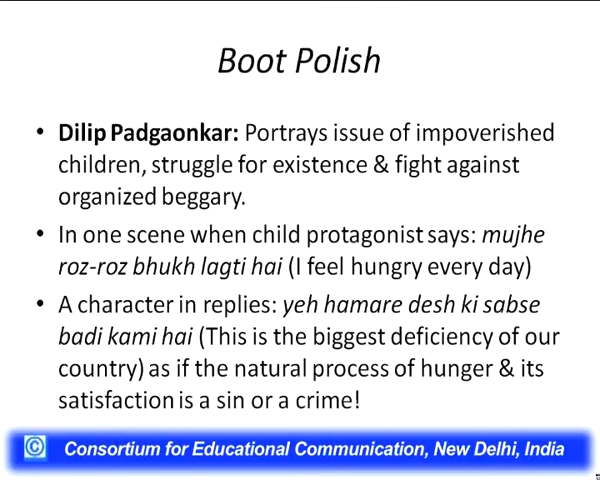 Boot Polish
• Dilip Padgaonkar: Portrays issue of impoverished
children, struggle for existence & fight against
organized beggary.
• In one scene when child protagonist says: mujhe
roz-roz bhukh lagti hai (I feel hungry every day)
• A character in replies: yeh hamare desh ki sabse
badi kami hai (This is the biggest deficiency of our
country) as if the natural process of hunger & its
satisfaction is a sin or a crime!
© Consortium for Educational Communication, New Delhi, India